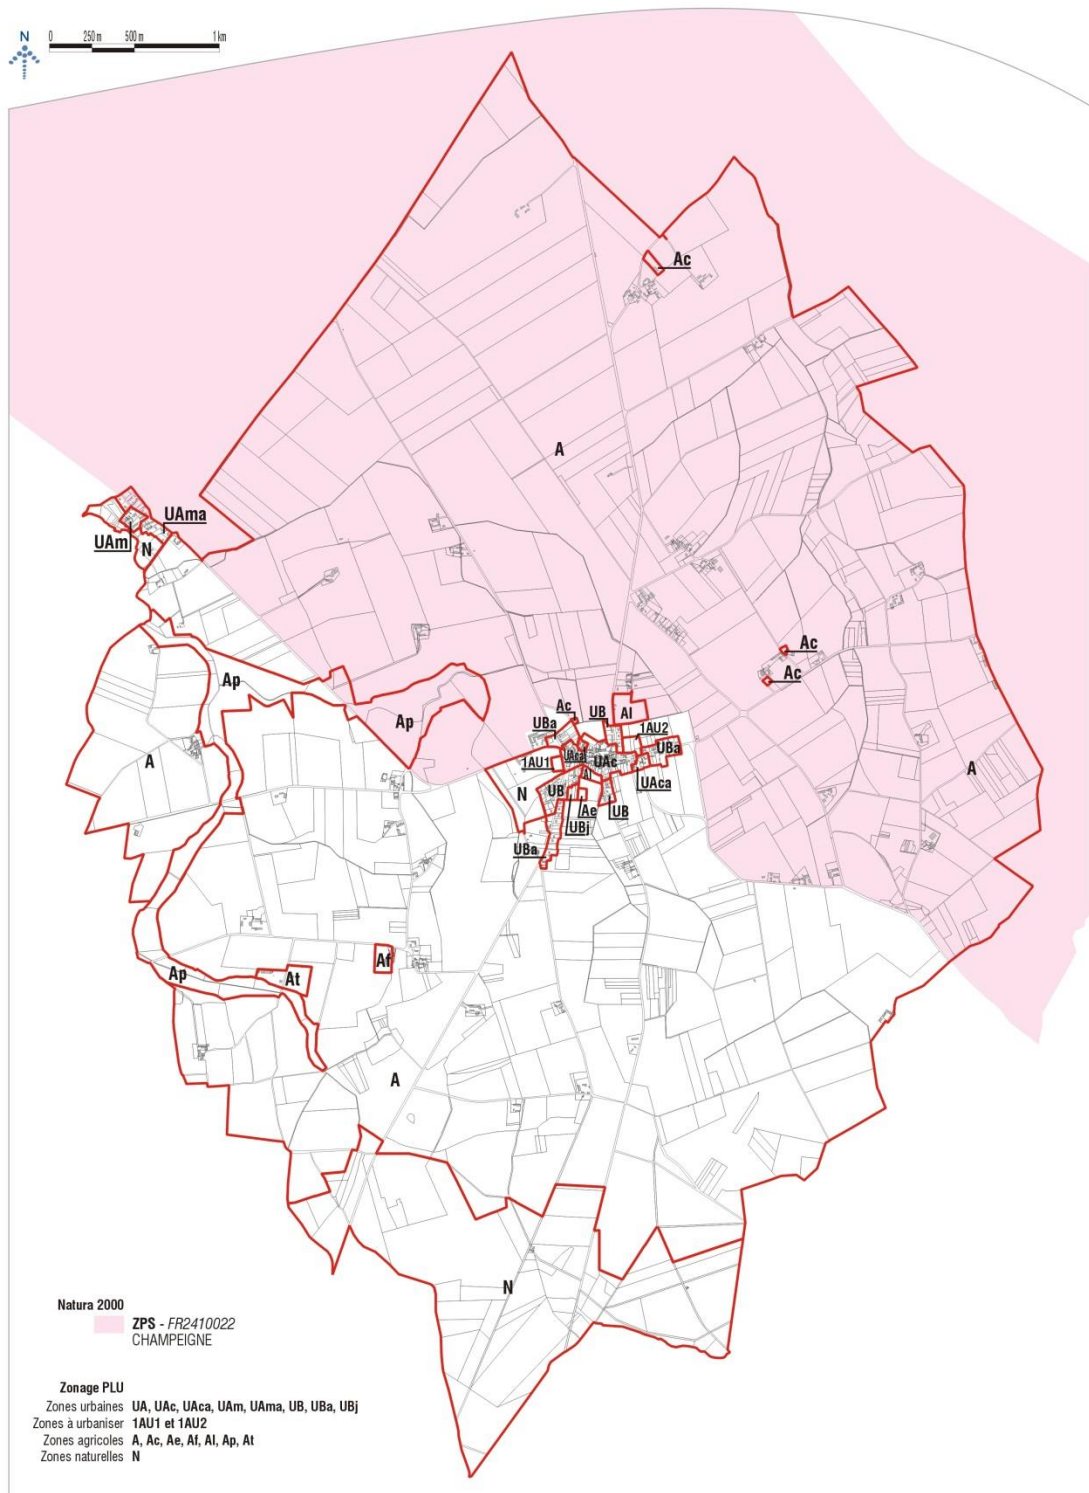 N
0 250 m 500 m 1 km
Ac
A
UAma
UAm
N
A
Ac
Ac
Ap
A
Ap
Ac
UB
Al
UBa
1AU2
UBa
UAca
UAc
1AU1
UAca
A
Al
N
UB
Ae
UB
UBj
UBa
Af
Ap
At
A
N
Natura 2000
ZPS - FR2410022
CHAMPEIGNE
Zonage PLU
Zones urbaines UA, UAc, UAca, UAm, UAma, UB, UBa, UBj
Zones à urbaniser 1AU1 et 1AU2
Zones agricoles A, Ac, Ae, Af, Al, Ap, At
Zones naturelles N